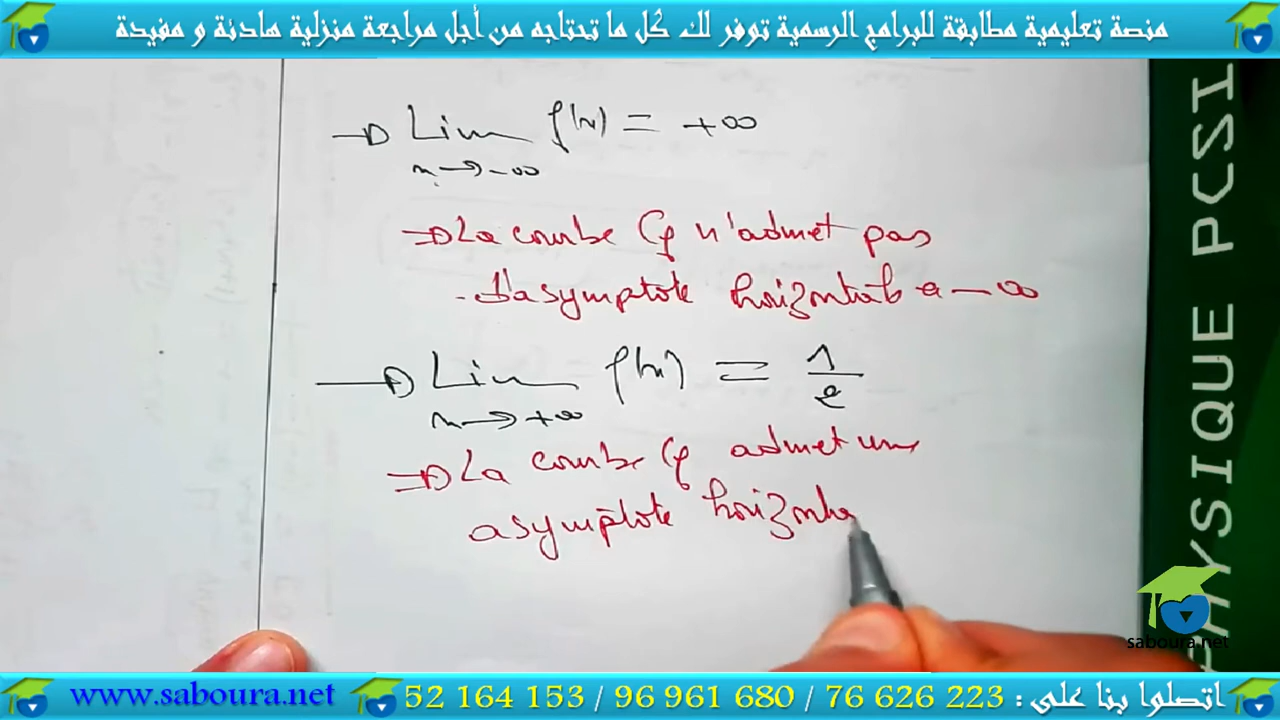 منصة تعليمية مطابقة للبرامج الرسمية توفر لك كل ما تحتاجه من أجل مراجعة منزلية هادئة و مفيدة
→ Lim f(x) = +∞
x→-∞
⇒ La courbe Cf n'admet pas
d'asymptote horizontale à -∞
→ Lim f(x) = 1/e
x→+∞
⇒ La courbe Cf admet une
asymptote horizonta
PHYSIQUE PCSI
saboura.net
www.saboura.net
اتصلوا بنا على : 223 626 76 / 680 961 96 / 153 164 52